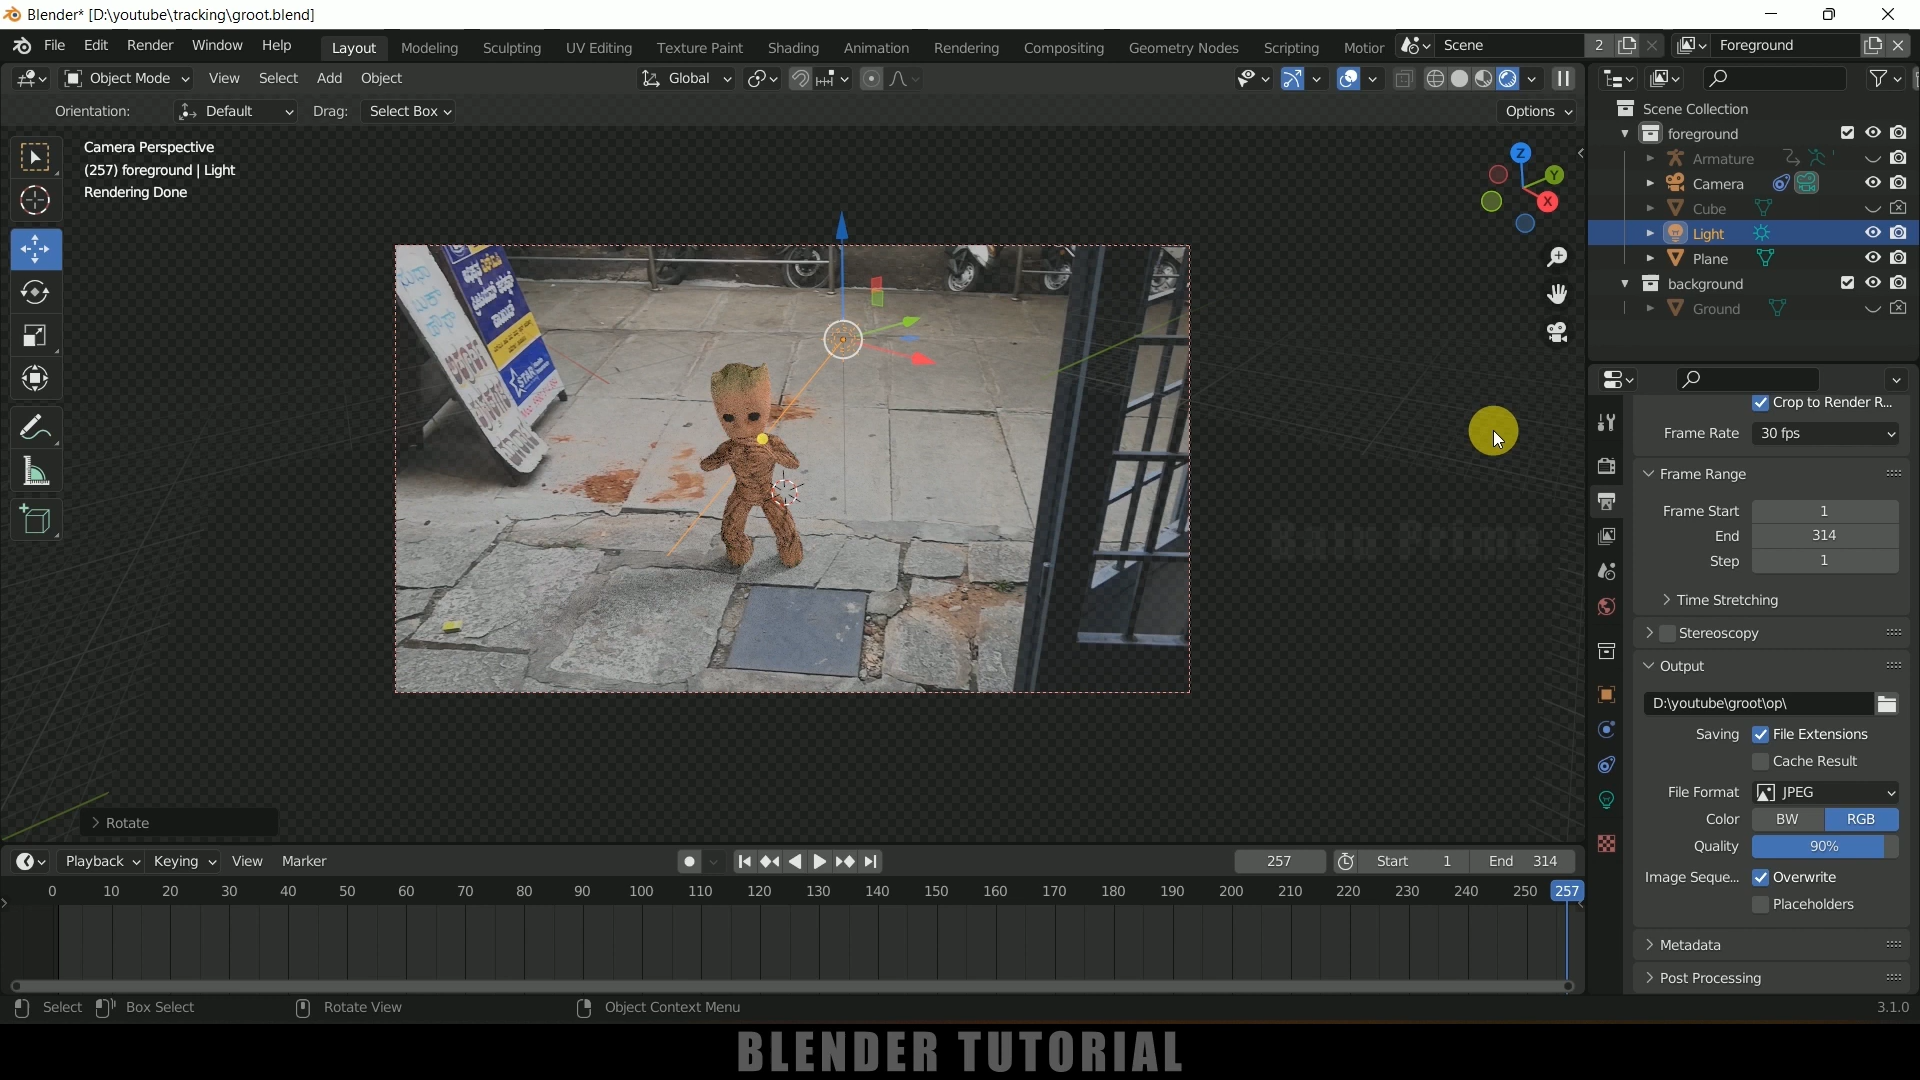 Blender* [D:\youtube\tracking\groot.blend]
File Edit Render Window Help Layout Modeling Sculpting UV Editing Texture Paint Shading Animation Rendering Compositing Geometry Nodes Scripting Motior Scene 2 Foreground
Object Mode View Select Add Object Global
Orientation: Default Drag: Select Box Options
Camera Perspective
(257) foreground | Light
Rendering Done
Z
Y
X
STAR
Scene Collection
foreground
Armature
Camera
Cube
Light
Plane
background
Ground
Crop to Render R...
Frame Rate 30 fps
Frame Range
Frame Start 1
End 314
Step 1
Time Stretching
Stereoscopy
Output
D:\youtube\groot\op\
Saving File Extensions
Cache Result
File Format JPEG
Color BW RGB
Quality 90%
Image Seque... Overwrite
Placeholders
Metadata
Post Processing
Rotate
Playback Keying View Marker 257 Start 1 End 314
0 10 20 30 40 50 60 70 80 90 100 110 120 130 140 150 160 170 180 190 200 210 220 230 240 250 257
Select Box Select Rotate View Object Context Menu 3.1.0
BLENDER TUTORIAL